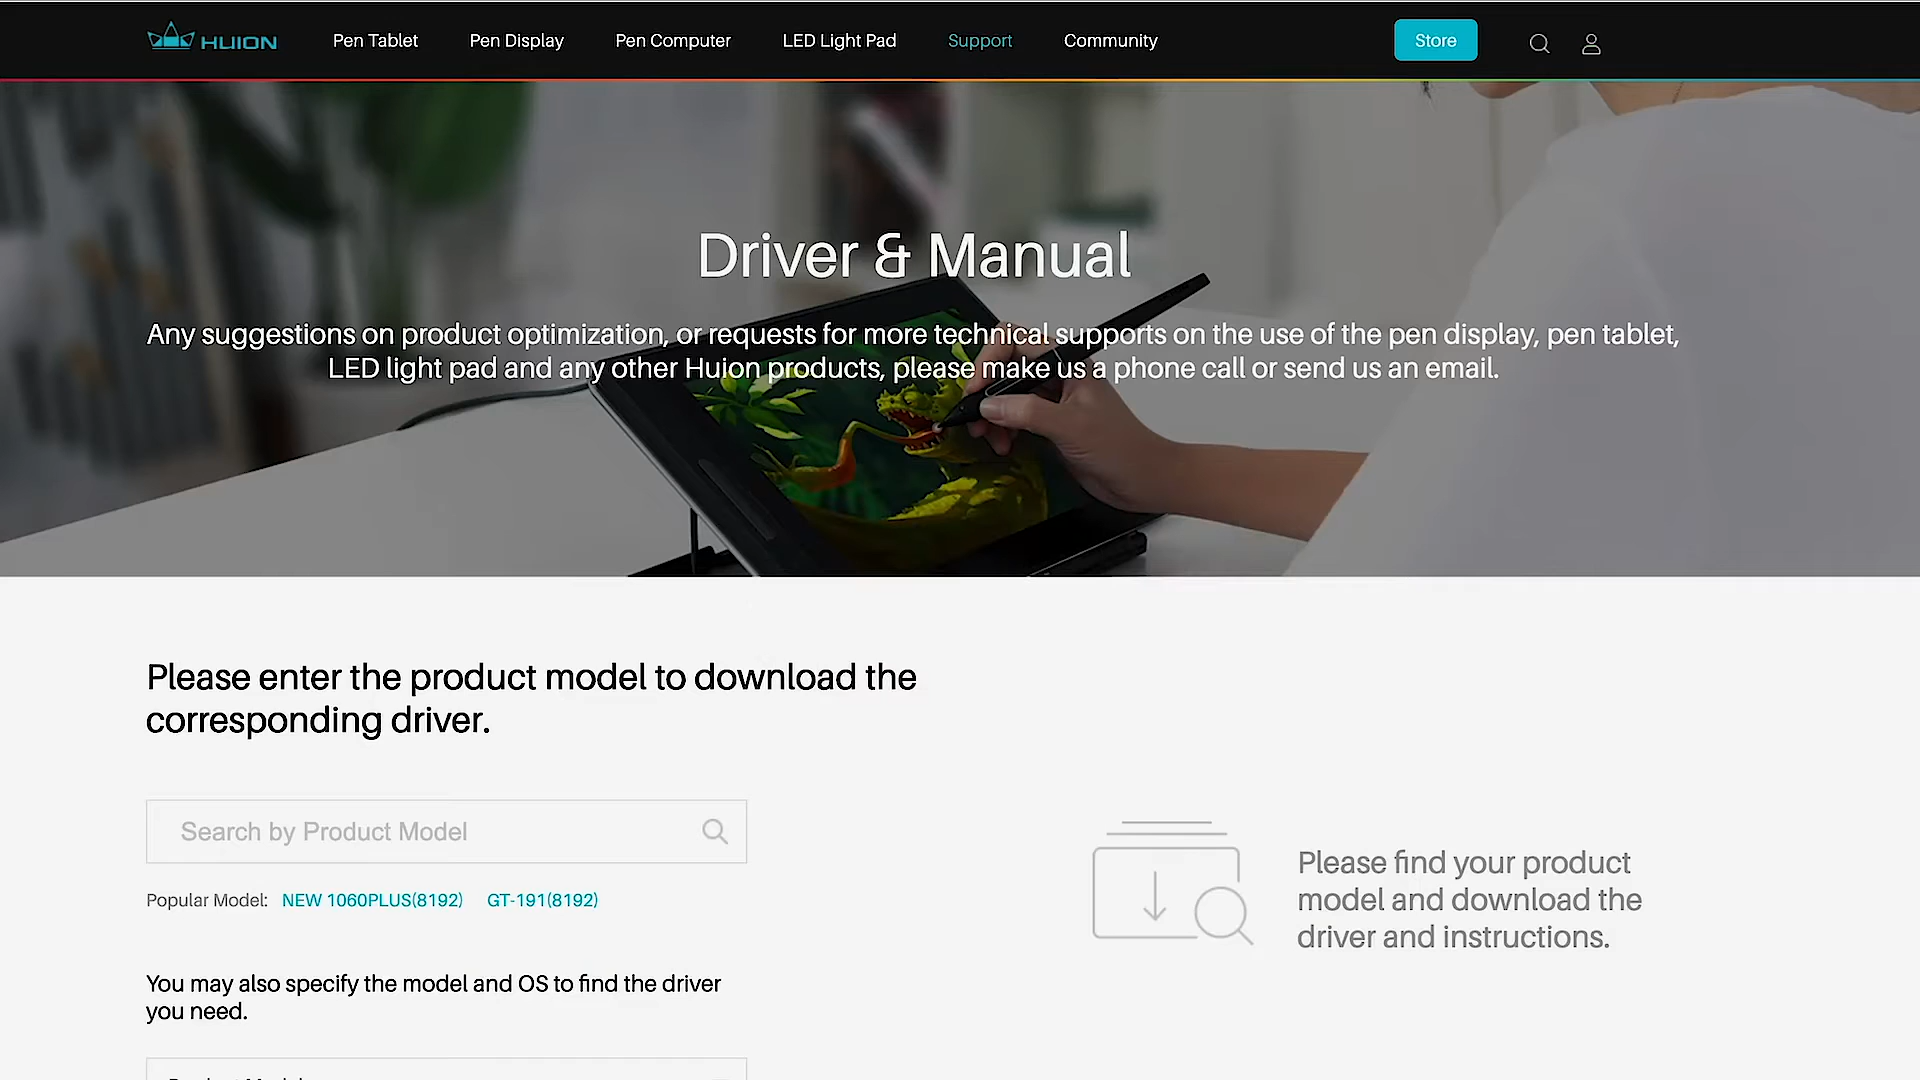 HUION Pen Tablet Pen Display Pen Computer LED Light Pad Support Community Store
Driver & Manual
Any suggestions on product optimization, or requests for more technical supports on the use of the pen display, pen tablet,
LED light pad and any other Huion products, please make us a phone call or send us an email.
Please enter the product model to download the
corresponding driver.
Search by Product Model
Popular Model: NEW 1060PLUS(8192) GT-191(8192)
You may also specify the model and OS to find the driver
you need.
Please find your product
model and download the
driver and instructions.